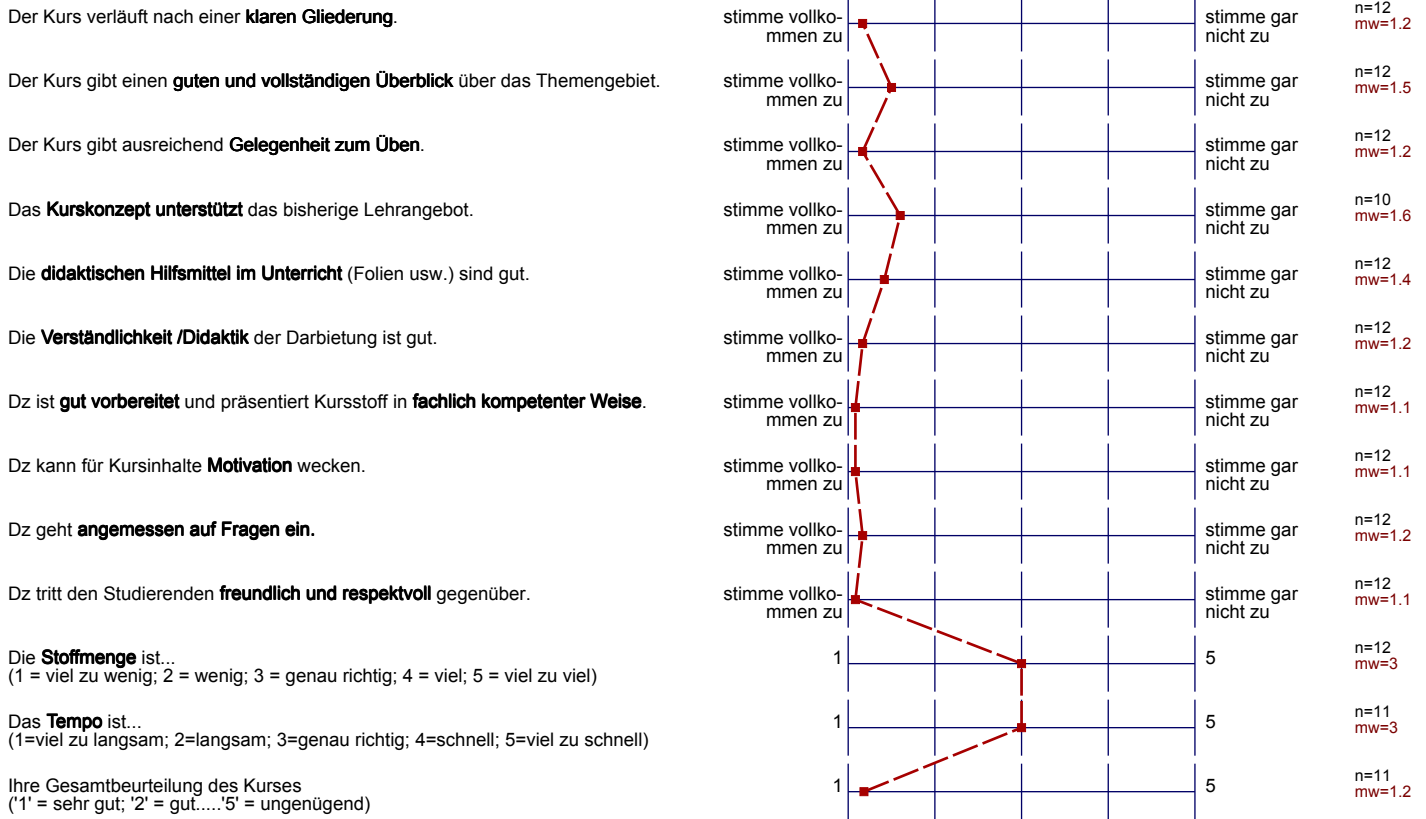 Der Kurs verläuft nach einer klaren Gliederung.
stimme vollko-
mmen zu
stimme gar
nicht zu
n=12
mw=1.2
Der Kurs gibt einen guten und vollständigen Überblick über das Themengebiet.
stimme vollko-
mmen zu
stimme gar
nicht zu
n=12
mw=1.5
Der Kurs gibt ausreichend Gelegenheit zum Üben.
stimme vollko-
mmen zu
stimme gar
nicht zu
n=12
mw=1.2
Das Kurskonzept unterstützt das bisherige Lehrangebot.
stimme vollko-
mmen zu
stimme gar
nicht zu
n=10
mw=1.6
Die didaktischen Hilfsmittel im Unterricht (Folien usw.) sind gut.
stimme vollko-
mmen zu
stimme gar
nicht zu
n=12
mw=1.4
Die Verständlichkeit /Didaktik der Darbietung ist gut.
stimme vollko-
mmen zu
stimme gar
nicht zu
n=12
mw=1.2
Dz ist gut vorbereitet und präsentiert Kursstoff in fachlich kompetenter Weise.
stimme vollko-
mmen zu
stimme gar
nicht zu
n=12
mw=1.1
Dz kann für Kursinhalte Motivation wecken.
stimme vollko-
mmen zu
stimme gar
nicht zu
n=12
mw=1.1
Dz geht angemessen auf Fragen ein.
stimme vollko-
mmen zu
stimme gar
nicht zu
n=12
mw=1.2
Dz tritt den Studierenden freundlich und respektvoll gegenüber.
stimme vollko-
mmen zu
stimme gar
nicht zu
n=12
mw=1.1
Die Stoffmenge ist...
(1 = viel zu wenig; 2 = wenig; 3 = genau richtig; 4 = viel; 5 = viel zu viel)
1
5
n=12
mw=3
Das Tempo ist...
(1=viel zu langsam; 2=langsam; 3=genau richtig; 4=schnell; 5=viel zu schnell)
1
5
n=11
mw=3
Ihre Gesamtbeurteilung des Kurses
('1' = sehr gut; '2' = gut.....'5' = ungenügend)
1
5
n=11
mw=1.2